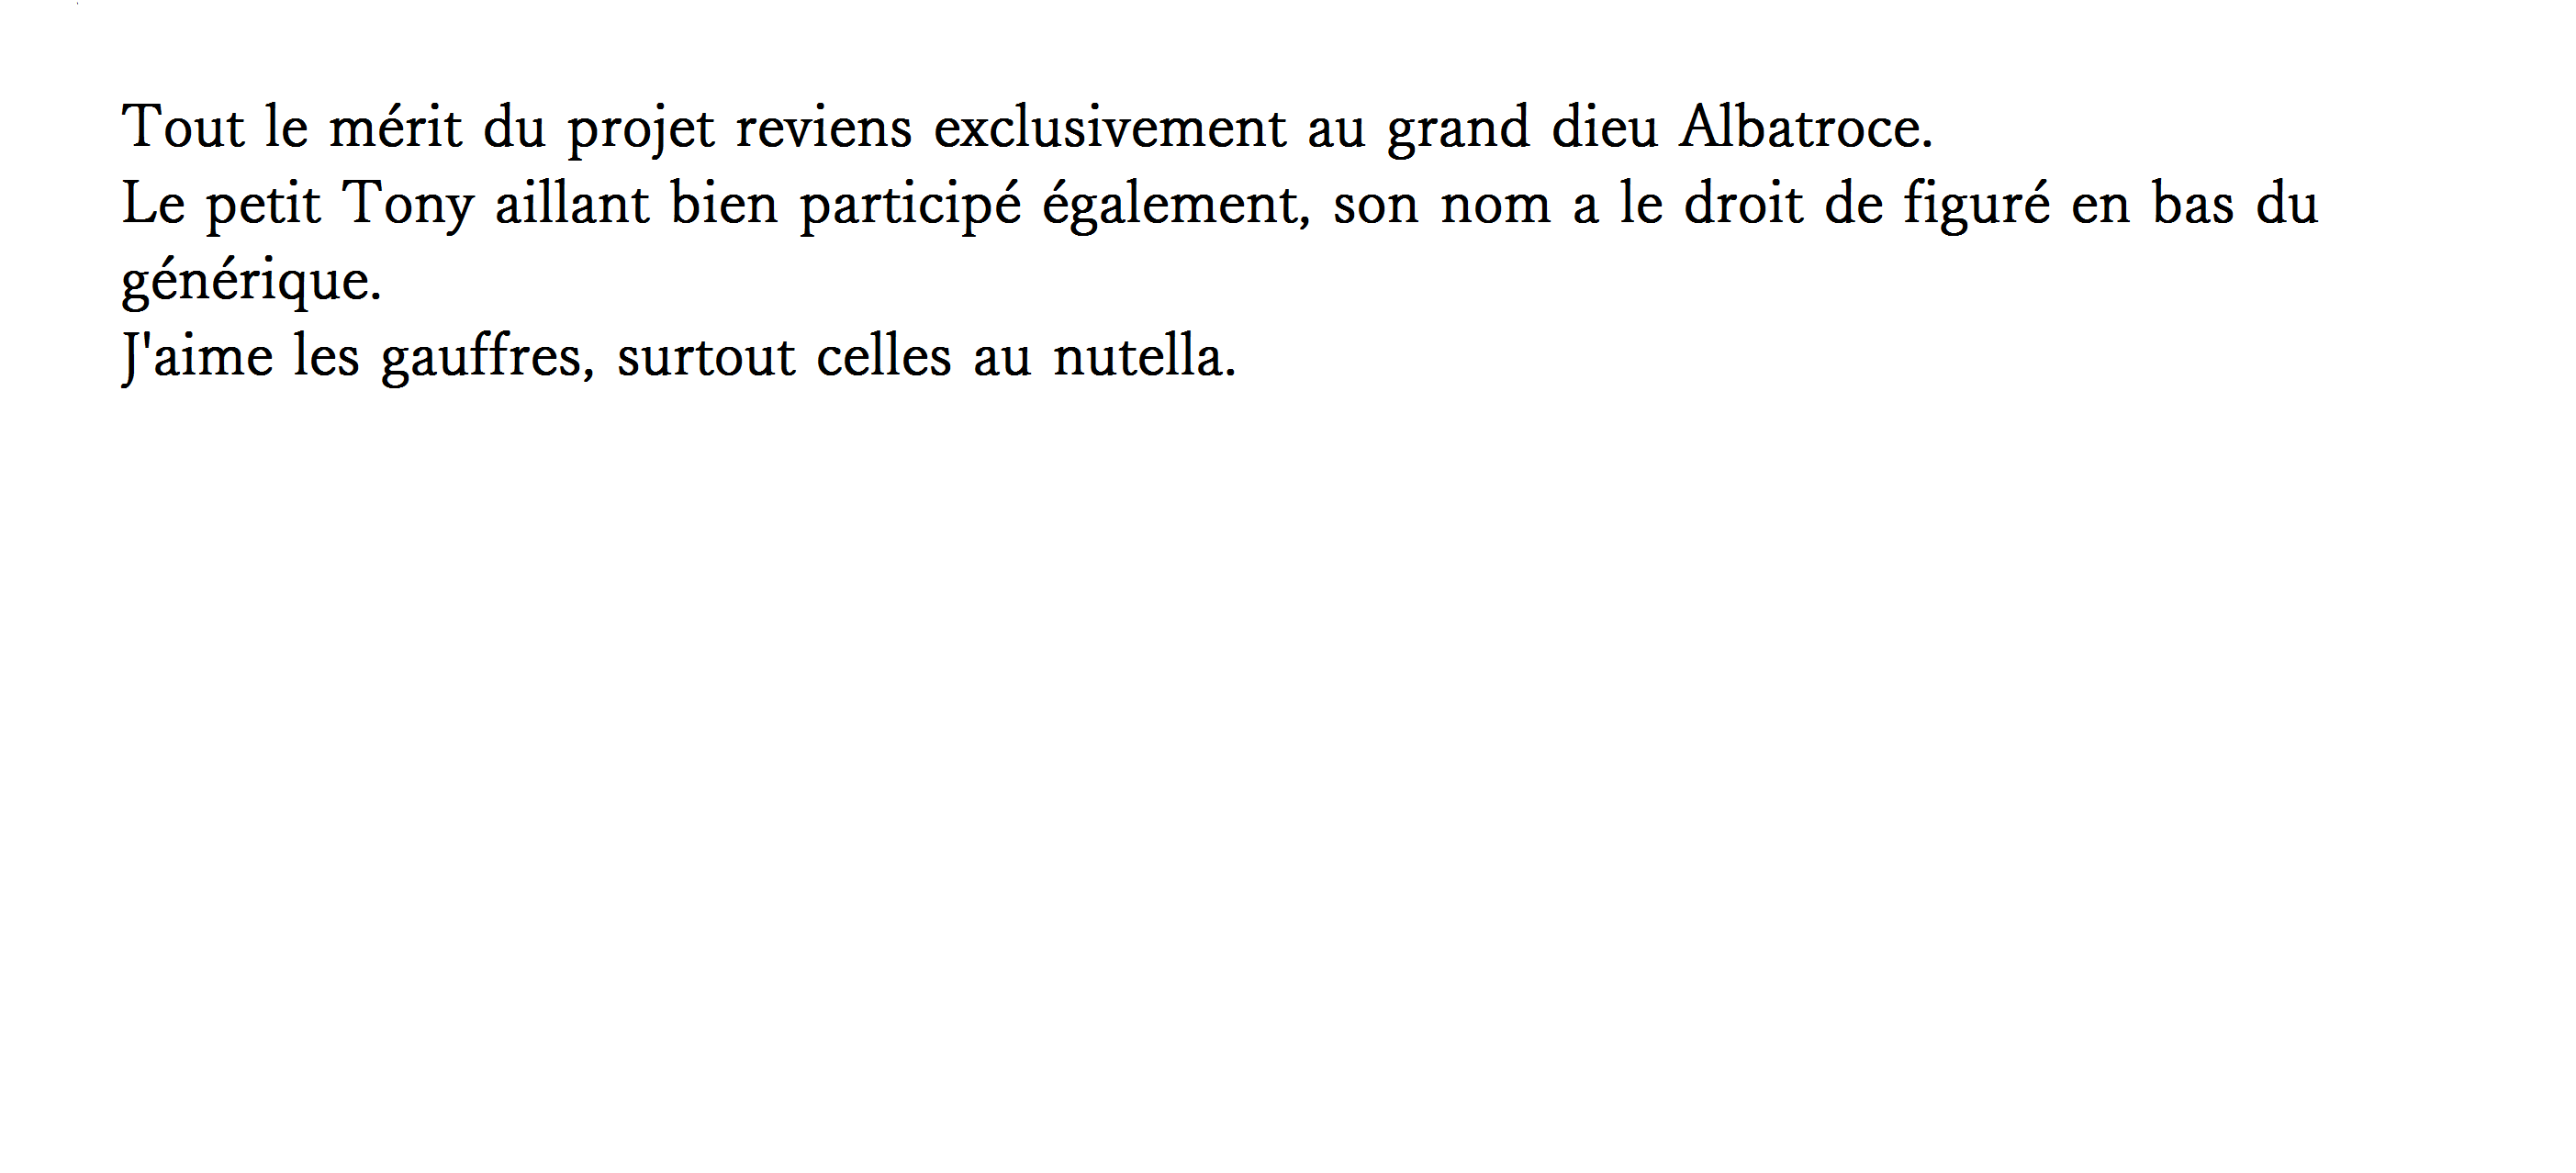 Tout le mérit du projet reviens exclusivement au grand dieu Albatroce.
Le petit Tony aillant bien participé également, son nom a le droit de figuré en bas du
générique.
J'aime les gauffres, surtout celles au nutella.